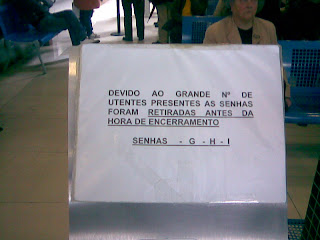 DEVIDO AO GRANDE Nº DE
UTENTES PRESENTES AS SENHAS
FORAM RETIRADAS ANTES DA
HORA DE ENCERRAMENTO
SENHAS - G - H - I